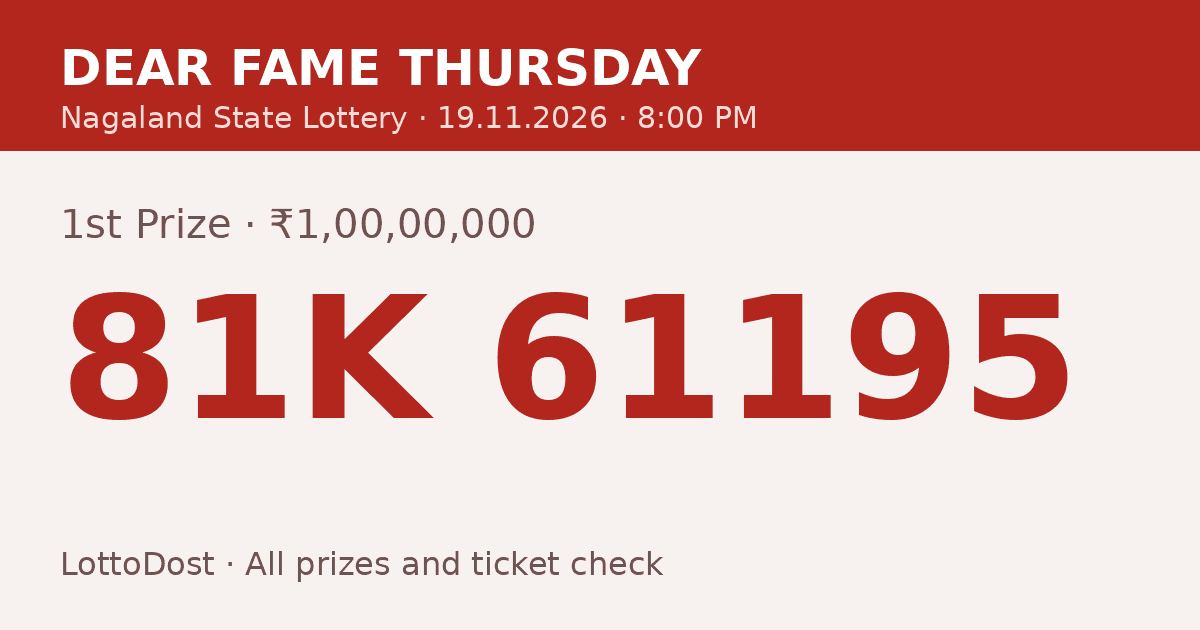 DEAR FAME THURSDAY
Nagaland State Lottery · 19.11.2026 · 8:00 PM
1st Prize · ₹1,00,00,000
81K 61195
LottoDost · All prizes and ticket check